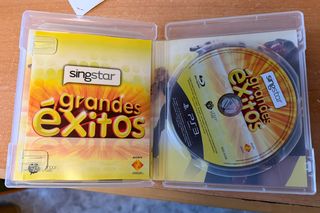 singstar
grandes
éxitos
singstar
grandes
éxitos
PS3